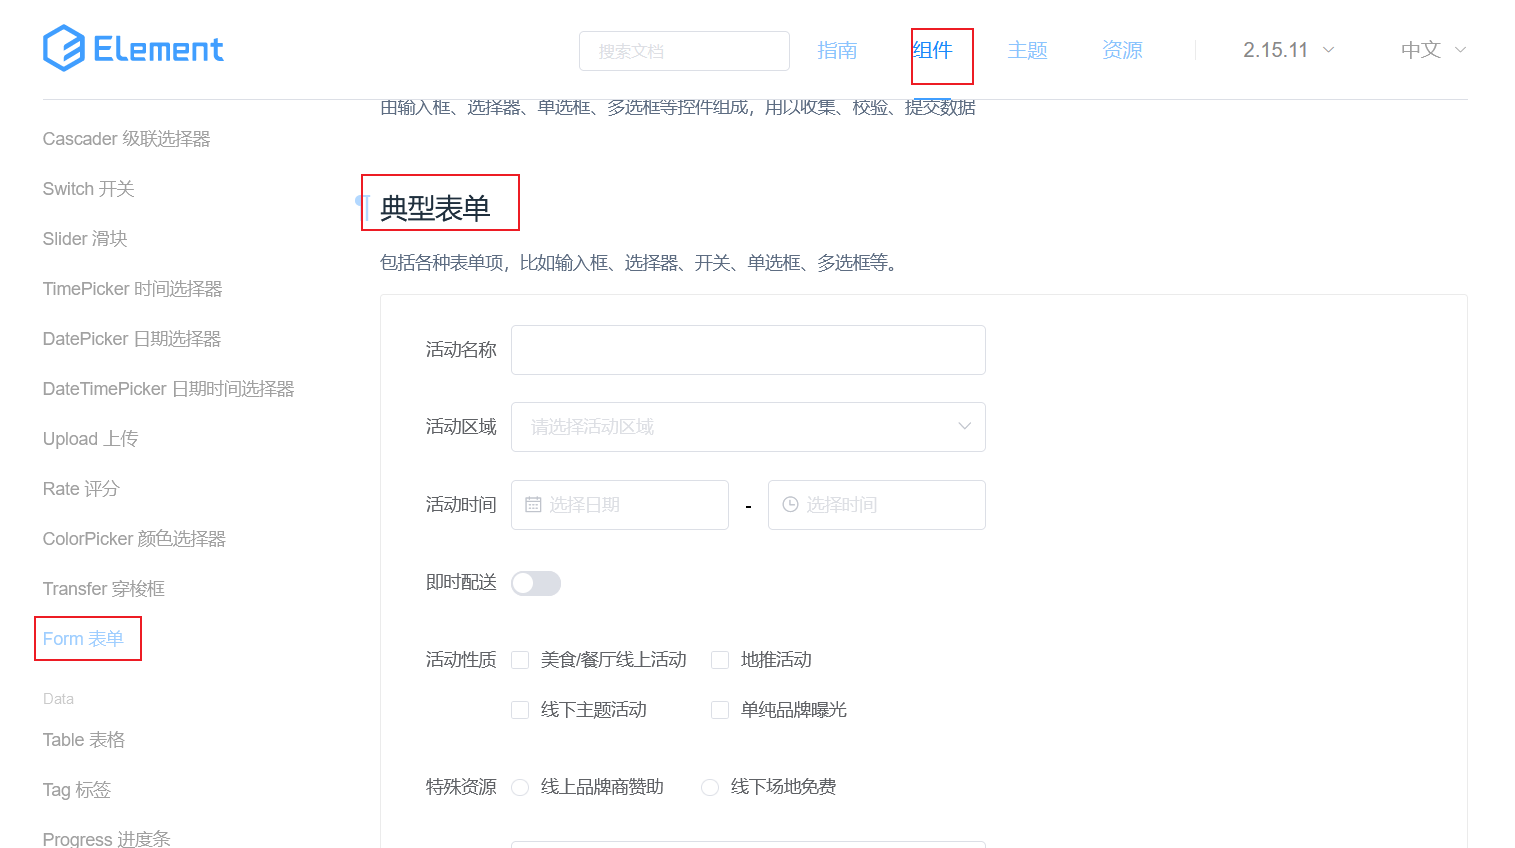 Element
搜索文档
指南
组件
主题
资源
2.15.11
中文
由输入框、选择器、单选框、多选框等控件组成，用以收集、校验、提交数据
Cascader 级联选择器
Switch 开关
Slider 滑块
TimePicker 时间选择器
DatePicker 日期选择器
DateTimePicker 日期时间选择器
Upload 上传
Rate 评分
ColorPicker 颜色选择器
Transfer 穿梭框
Form 表单
Data
Table 表格
Tag 标签
Progress 进度条
¶ 典型表单
包括各种表单项，比如输入框、选择器、开关、单选框、多选框等。
活动名称
活动区域 请选择活动区域
活动时间 选择日期 - 选择时间
即时配送
活动性质 美食/餐厅线上活动 地推活动
线下主题活动 单纯品牌曝光
特殊资源 线上品牌商赞助 线下场地免费